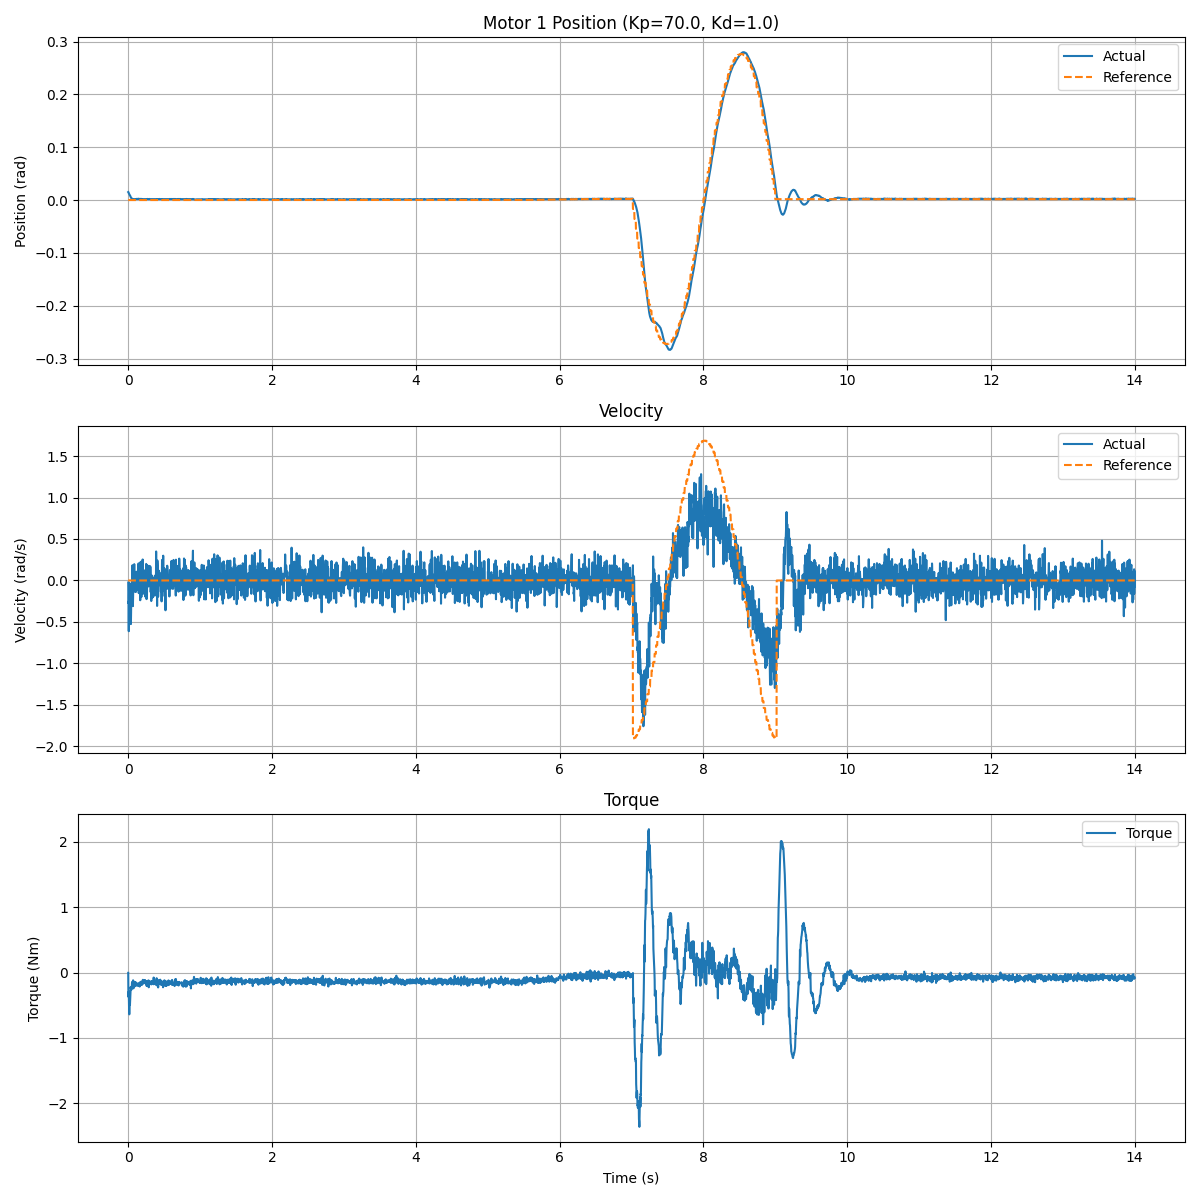 Motor 1 Position (Kp=70.0, Kd=1.0)
0.3
0.2
0.1
0.0
−0.1
−0.2
−0.3
Position (rad)
Actual
Reference
0 2 4 6 8 10 12 14
Velocity
1.5
1.0
0.5
0.0
−0.5
−1.0
−1.5
−2.0
Velocity (rad/s)
Actual
Reference
0 2 4 6 8 10 12 14
Torque
2
1
0
−1
−2
Torque (Nm)
Torque
0 2 4 6 8 10 12 14
Time (s)